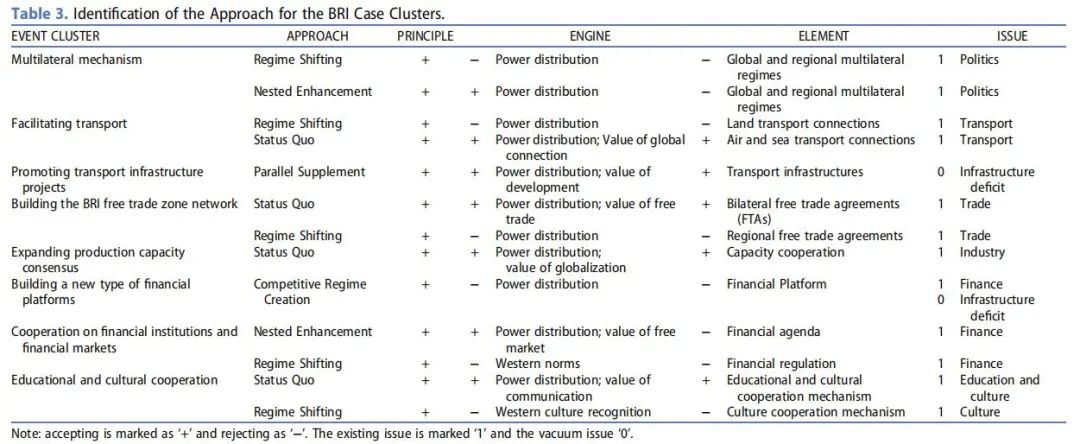 Table 3. Identification of the Approach for the BRI Case Clusters.
EVENT CLUSTER APPROACH PRINCIPLE ENGINE ELEMENT ISSUE
Multilateral mechanism Regime Shifting + − Power distribution − Global and regional multilateral 1 Politics
regimes
Nested Enhancement + + Power distribution − Global and regional multilateral 1 Politics
regimes
Facilitating transport Regime Shifting + − Power distribution − Land transport connections 1 Transport
Status Quo + + Power distribution; Value of global + Air and sea transport connections 1 Transport
connection
Promoting transport infrastructure Parallel Supplement + + Power distribution; value of + Transport infrastructures 0 Infrastructure
projects development deficit
Building the BRI free trade zone network Status Quo + + Power distribution; value of free + Bilateral free trade agreements 1 Trade
trade (FTAs)
Regime Shifting + − Power distribution − Regional free trade agreements 1 Trade
Expanding production capacity Status Quo + + Power distribution; + Capacity cooperation 1 Industry
consensus value of globalization
Building a new type of financial Competitive Regime + − Power distribution − Financial Platform 1 Finance
platforms Creation 0 Infrastructure
deficit
Cooperation on financial institutions and Nested Enhancement + + Power distribution; value of free − Financial agenda 1 Finance
financial markets market
Regime Shifting + − Western norms − Financial regulation 1 Finance
Educational and cultural cooperation Status Quo + + Power distribution; value of + Educational and cultural 1 Education and
communication cooperation mechanism culture
Regime Shifting + − Western culture recognition − Culture cooperation mechanism 1 Culture
Note: accepting is marked as ‘+’ and rejecting as ‘−’. The existing issue is marked ‘1’ and the vacuum issue ‘0’.